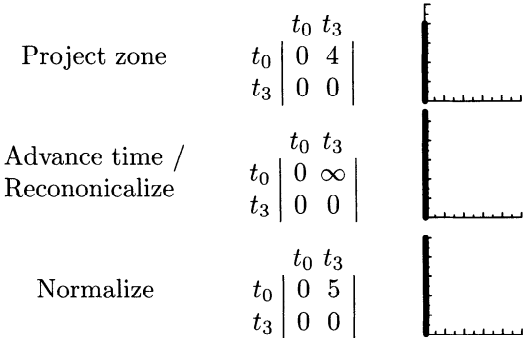 t₀ t₃
Project zone t₀ 0 4
t₃ 0 0
t₀ t₃
Advance time /
Recononicalize t₀ 0 ∞
t₃ 0 0
t₀ t₃
Normalize t₀ 0 5
t₃ 0 0